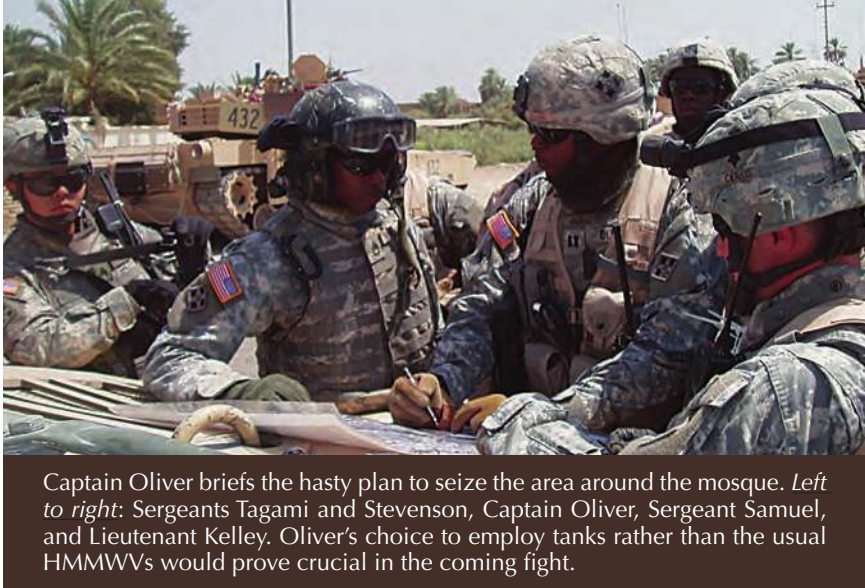 432
Captain Oliver briefs the hasty plan to seize the area around the mosque. Left
to right: Sergeants Tagami and Stevenson, Captain Oliver, Sergeant Samuel,
and Lieutenant Kelley. Oliver’s choice to employ tanks rather than the usual
HMMWVs would prove crucial in the coming fight.